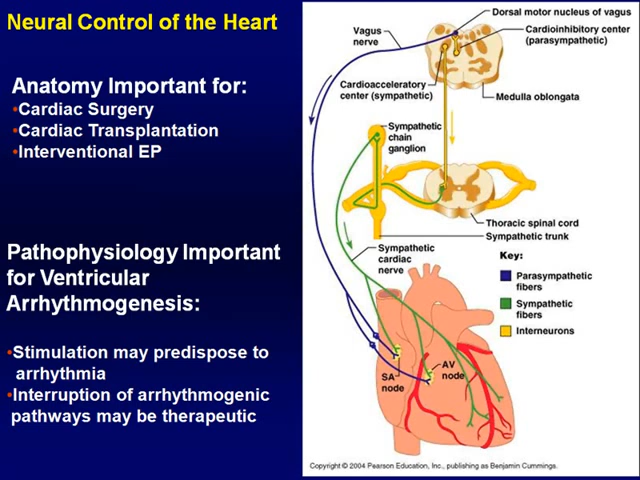 Neural Control of the Heart
Anatomy Important for:
•Cardiac Surgery
•Cardiac Transplantation
•Interventional EP
Pathophysiology Important
for Ventricular
Arrhythmogenesis:
•Stimulation may predispose to
arrhythmia
•Interruption of arrhythmogenic
pathways may be therapeutic
Dorsal motor nucleus of vagus
Vagus
nerve
Cardioinhibitory center
(parasympathetic)
Cardioacceleratory
center (sympathetic)
Medulla oblongata
Sympathetic
chain
ganglion
Thoracic spinal cord
Sympathetic trunk
Sympathetic
cardiac
nerve
Key:
Parasympathetic
fibers
Sympathetic
fibers
Interneurons
SA
node
AV
node
Copyright © 2004 Pearson Education, Inc., publishing as Benjamin Cummings.